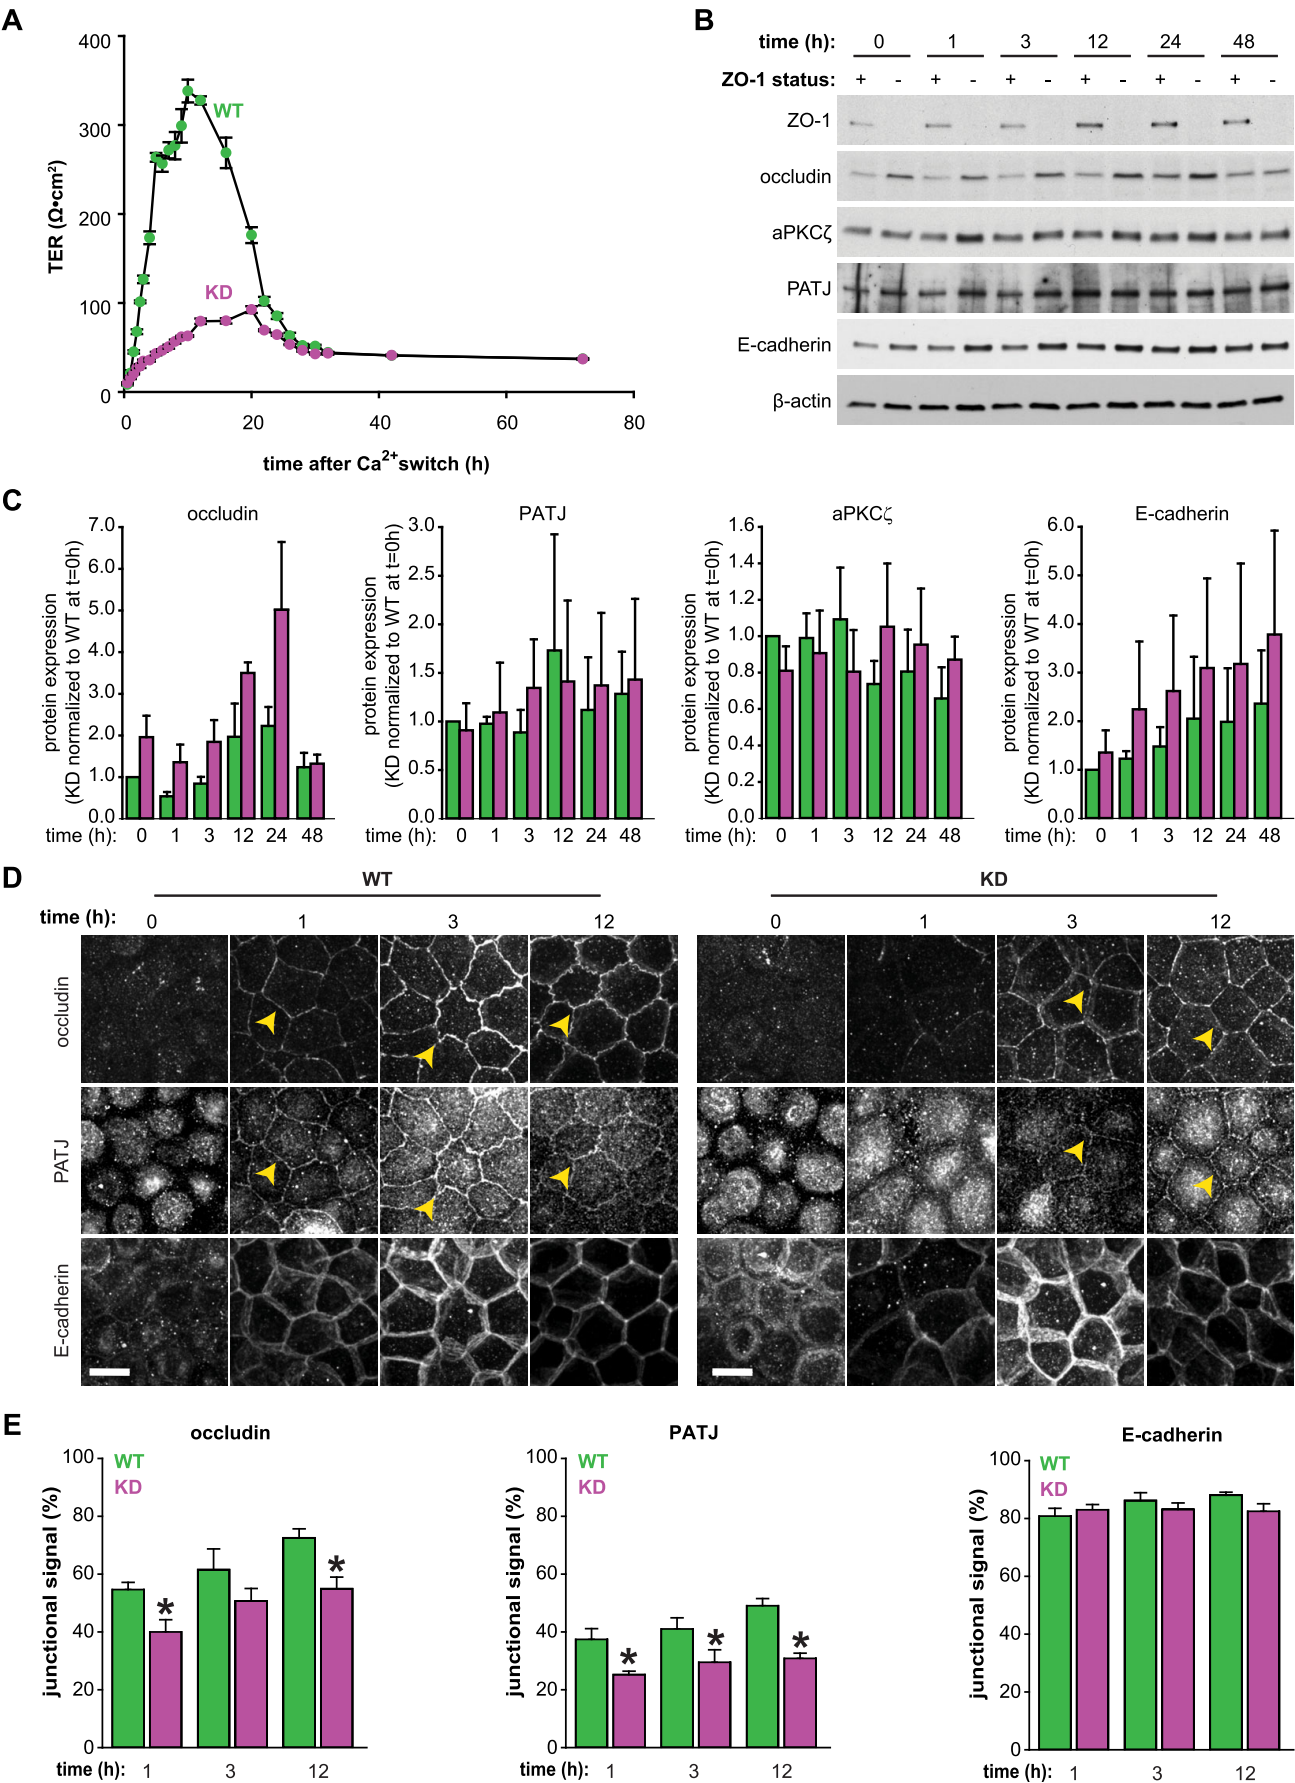 A
TER (Ω•cm²)
400
300
200
100
0
WT
KD
0 20 40 60 80
time after Ca2+switch (h)
B
time (h): 0 1 3 12 24 48
ZO-1 status: + - + - + - + - + - + -
ZO-1
occludin
aPKCζ
PATJ
E-cadherin
β-actin
C
occludin
protein expression
(KD normalized to WT at t=0h)
7.0
6.0
5.0
4.0
3.0
2.0
1.0
0.0
time (h): 0 1 3 12 24 48
PATJ
protein expression
(KD normalized to WT at t=0h)
3.0
2.5
2.0
1.5
1.0
0.5
0.0
time (h): 0 1 3 12 24 48
aPKCζ
protein expression
(KD normalized to WT at t=0h)
1.6
1.4
1.2
1.0
0.8
0.6
0.4
0.2
0.0
time (h): 0 1 3 12 24 48
E-cadherin
protein expression
(KD normalized to WT at t=0h)
6.0
5.0
4.0
3.0
2.0
1.0
0.0
time (h): 0 1 3 12 24 48
D
WT KD
time (h): 0 1 3 12 0 1 3 12
occludin
PATJ
E-cadherin
E
occludin
junctional signal (%)
100
80
60
40
20
0
WT
KD
*
*
time (h): 1 3 12
PATJ
junctional signal (%)
100
80
60
40
20
0
WT
KD
* * *
time (h): 1 3 12
E-cadherin
junctional signal (%)
100
80
60
40
20
0
WT
KD
time (h): 1 3 12